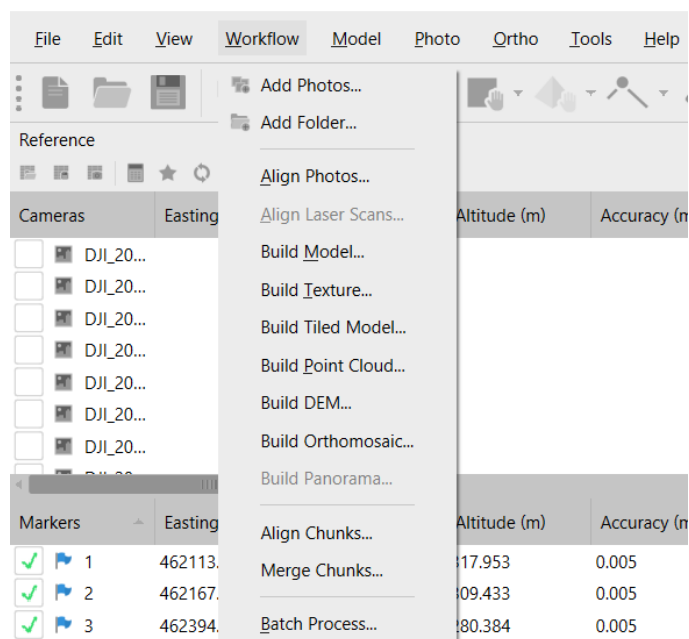 File Edit View Workflow Model Photo Ortho Tools Help
Add Photos...
Add Folder...
Reference
Align Photos...
Cameras Easting Align Laser Scans... Altitude (m) Accuracy (m
DJI_20... Build Model...
DJI_20... Build Texture...
DJI_20... Build Tiled Model...
DJI_20... Build Point Cloud...
DJI_20... Build DEM...
DJI_20... Build Orthomosaic...
DJI_20...
Build Panorama...
Markers Easting Align Chunks... Altitude (m) Accuracy (m
1 462113. Merge Chunks... 317.953 0.005
2 462167. 309.433 0.005
3 462394. Batch Process... 280.384 0.005